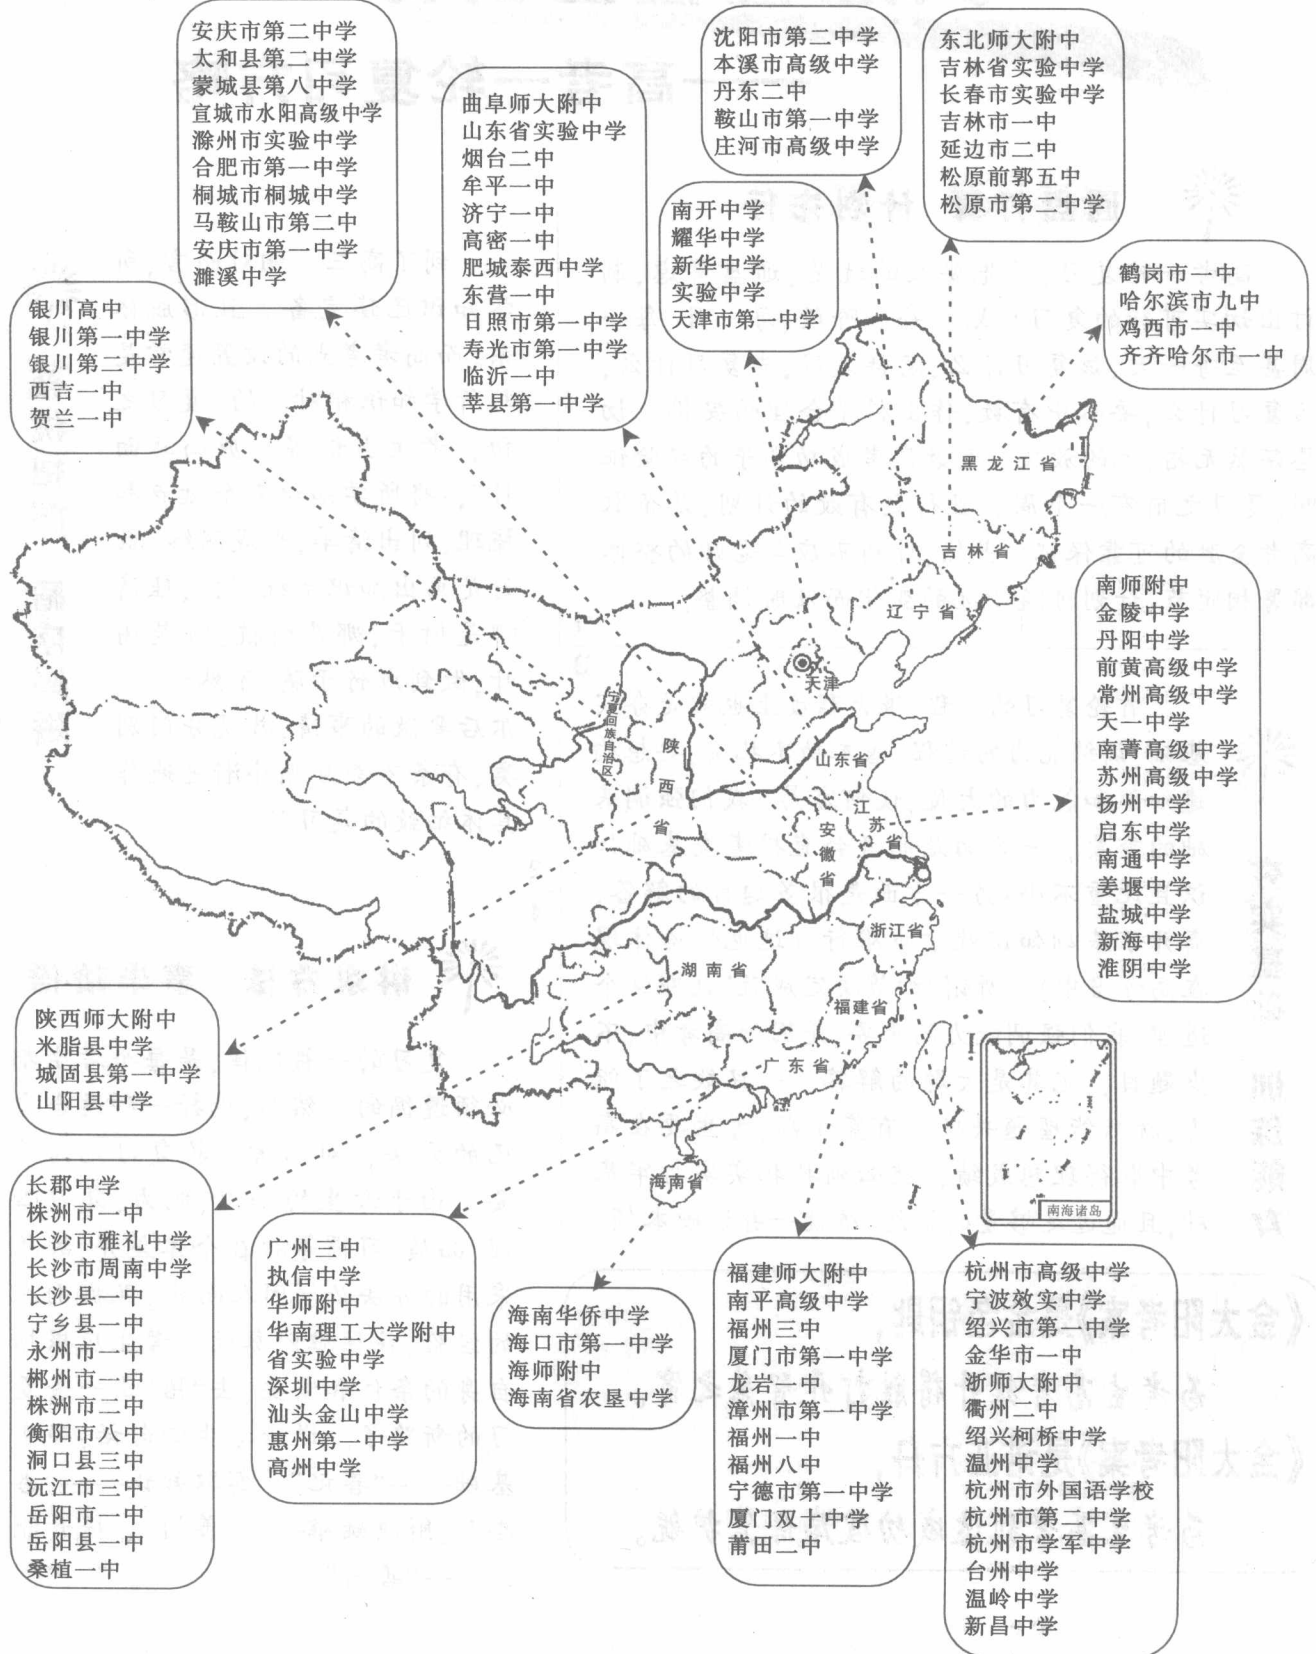 安庆市第二中学
太和县第二中学
蒙城县第八中学
宣城市水阳高级中学
滁州市实验中学
合肥市第一中学
桐城市桐城中学
马鞍山市第二中
安庆市第一中学
濉溪中学
曲阜师大附中
山东省实验中学
烟台二中
牟平一中
济宁一中
高密一中
肥城泰西中学
东营一中
日照市第一中学
寿光市第一中学
临沂一中
莘县第一中学
沈阳市第二中学
本溪市高级中学
丹东二中
鞍山市第一中学
庄河市高级中学
东北师大附中
吉林省实验中学
长春市实验中学
吉林市一中
延边市二中
松原前郭五中
松原市第二中学
南开中学
耀华中学
新华中学
实验中学
天津市第一中学
鹤岗市一中
哈尔滨市九中
鸡西市一中
齐齐哈尔市一中
银川高中
银川第一中学
银川第二中学
西吉一中
贺兰一中
黑龙江省
吉林省
辽宁省
天津
宁夏回族自治区
陕西省
山东省
江苏省
安徽省
浙江省
湖南省
福建省
广东省
海南省
南海诸岛
南师附中
金陵中学
丹阳中学
前黄高级中学
常州高级中学
天一中学
南菁高级中学
苏州高级中学
扬州中学
启东中学
南通中学
姜堰中学
盐城中学
新海中学
淮阴中学
陕西师大附中
米脂县中学
城固县第一中学
山阳县中学
长郡中学
株洲市一中
长沙市雅礼中学
长沙市周南中学
长沙县一中
宁乡县一中
永州市一中
郴州市一中
株洲市二中
衡阳市八中
洞口县三中
沅江市三中
岳阳市一中
岳阳县一中
桑植一中
广州三中
执信中学
华师附中
华南理工大学附中
省实验中学
深圳中学
汕头金山中学
惠州第一中学
高州中学
海南华侨中学
海口市第一中学
海师附中
海南省农垦中学
福建师大附中
南平高级中学
福州三中
厦门市第一中学
龙岩一中
漳州市第一中学
福州一中
福州八中
宁德市第一中学
厦门双十中学
莆田二中
杭州市高级中学
宁波效实中学
绍兴市第一中学
金华市一中
浙师大附中
衢州二中
绍兴柯桥中学
温州中学
杭州市外国语学校
杭州市第二中学
杭州市学军中学
台州中学
温岭中学
新昌中学